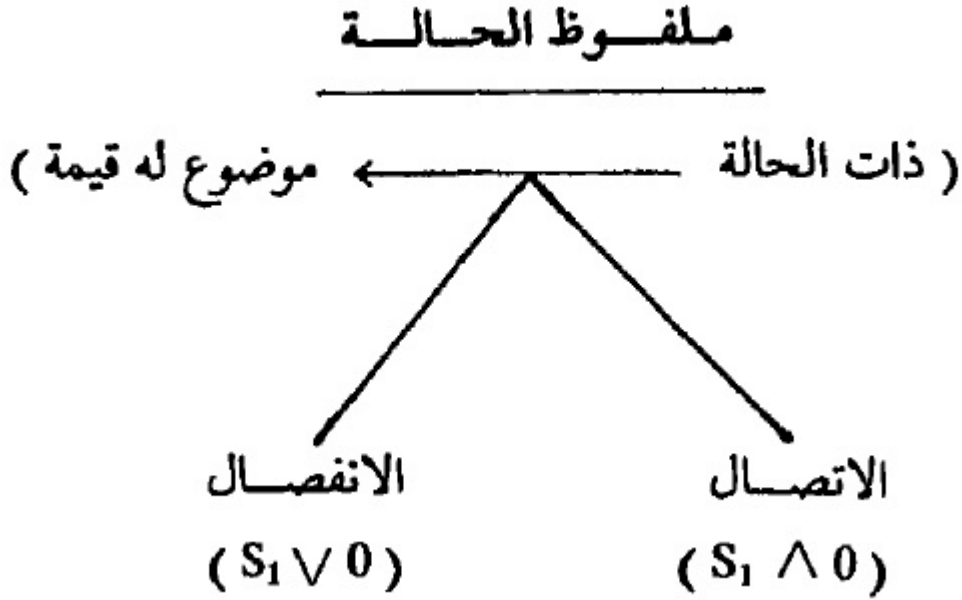 ملفوظ الحالة
( ذات الحالة ← موضوع له قيمة )
الاتصال الانفصال
( S₁ ∧ 0 ) ( S₁ ∨ 0 )